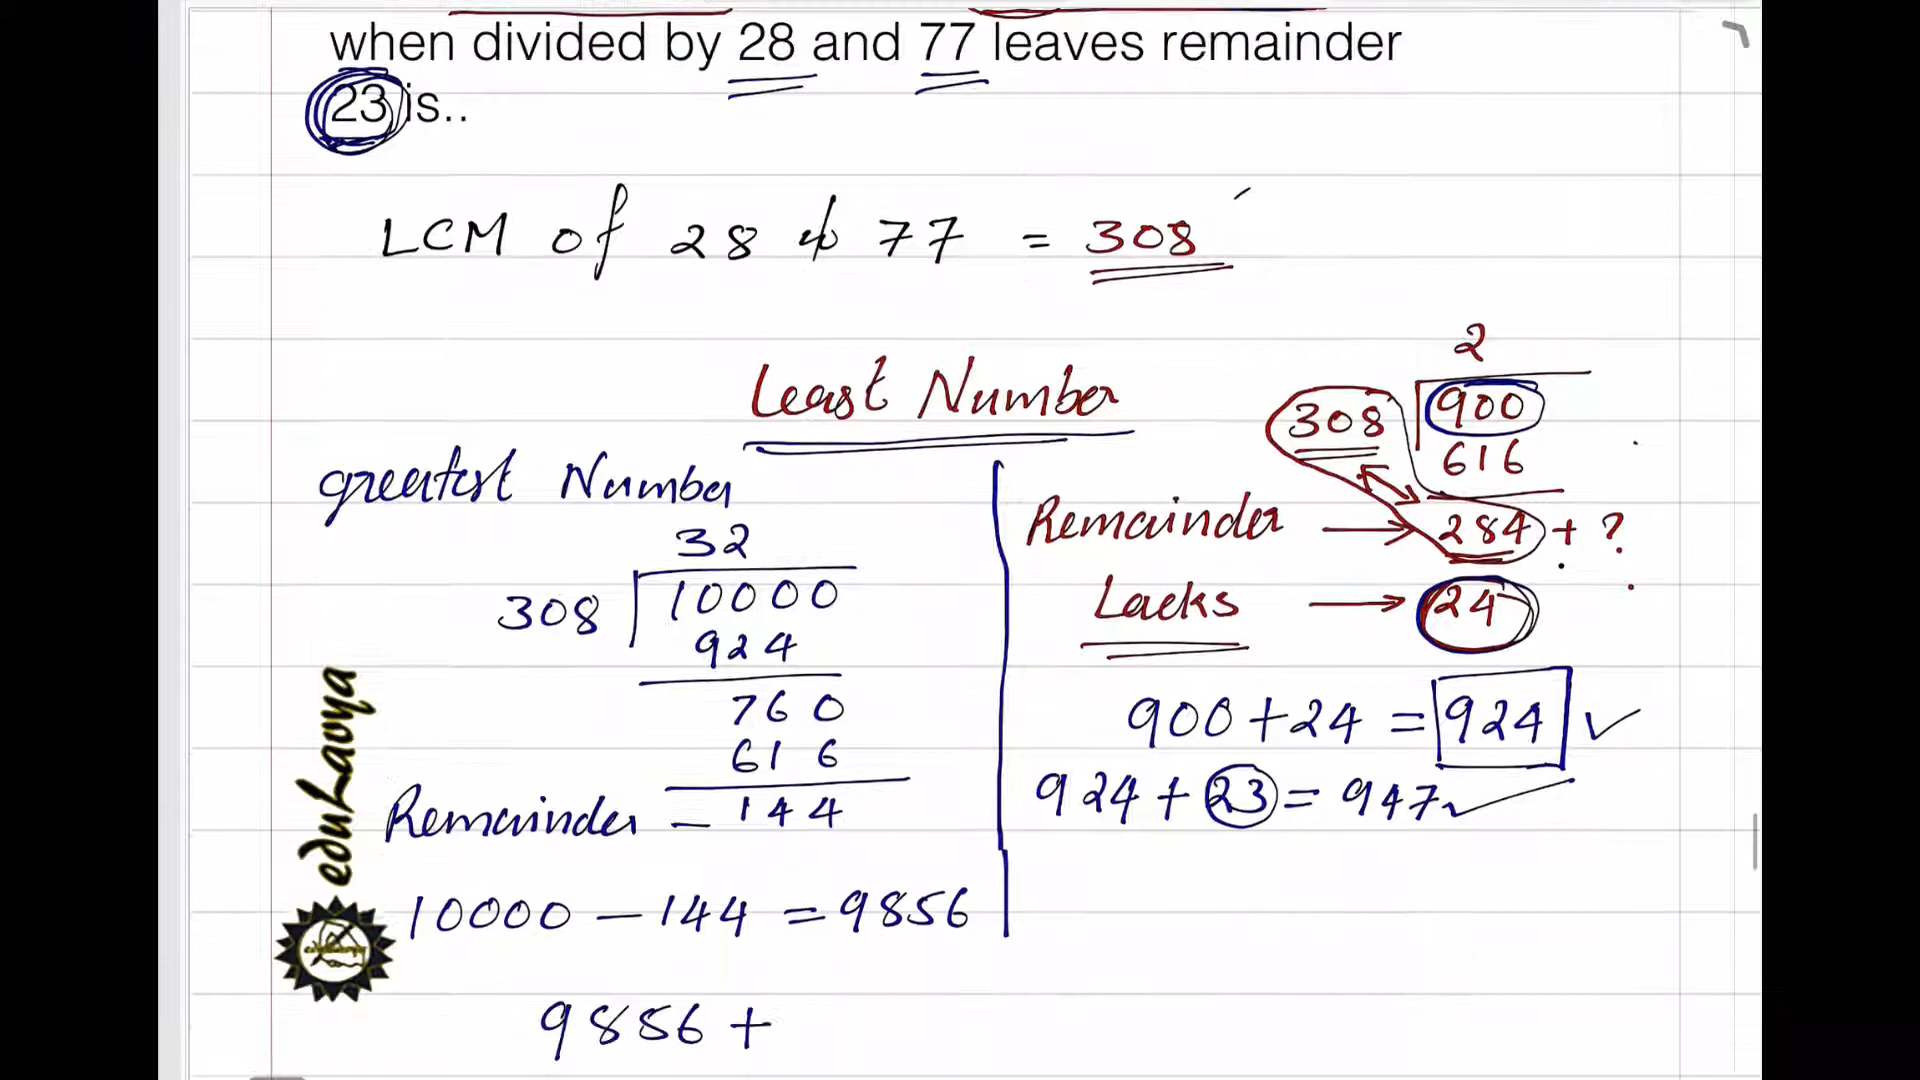 when divided by 28 and 77 leaves remainder
23 is..
LCM of 28 & 77 = 308
Least Number
greatest Number
32
308 10000
924
760
616
Remainder - 144
10000 - 144 = 9856
9856 +
2
308 900
616
Remainder → 284 + ?
Lacks → 24
900 + 24 = 924 ✓
924 + 23 = 947 ✓
eduLavya